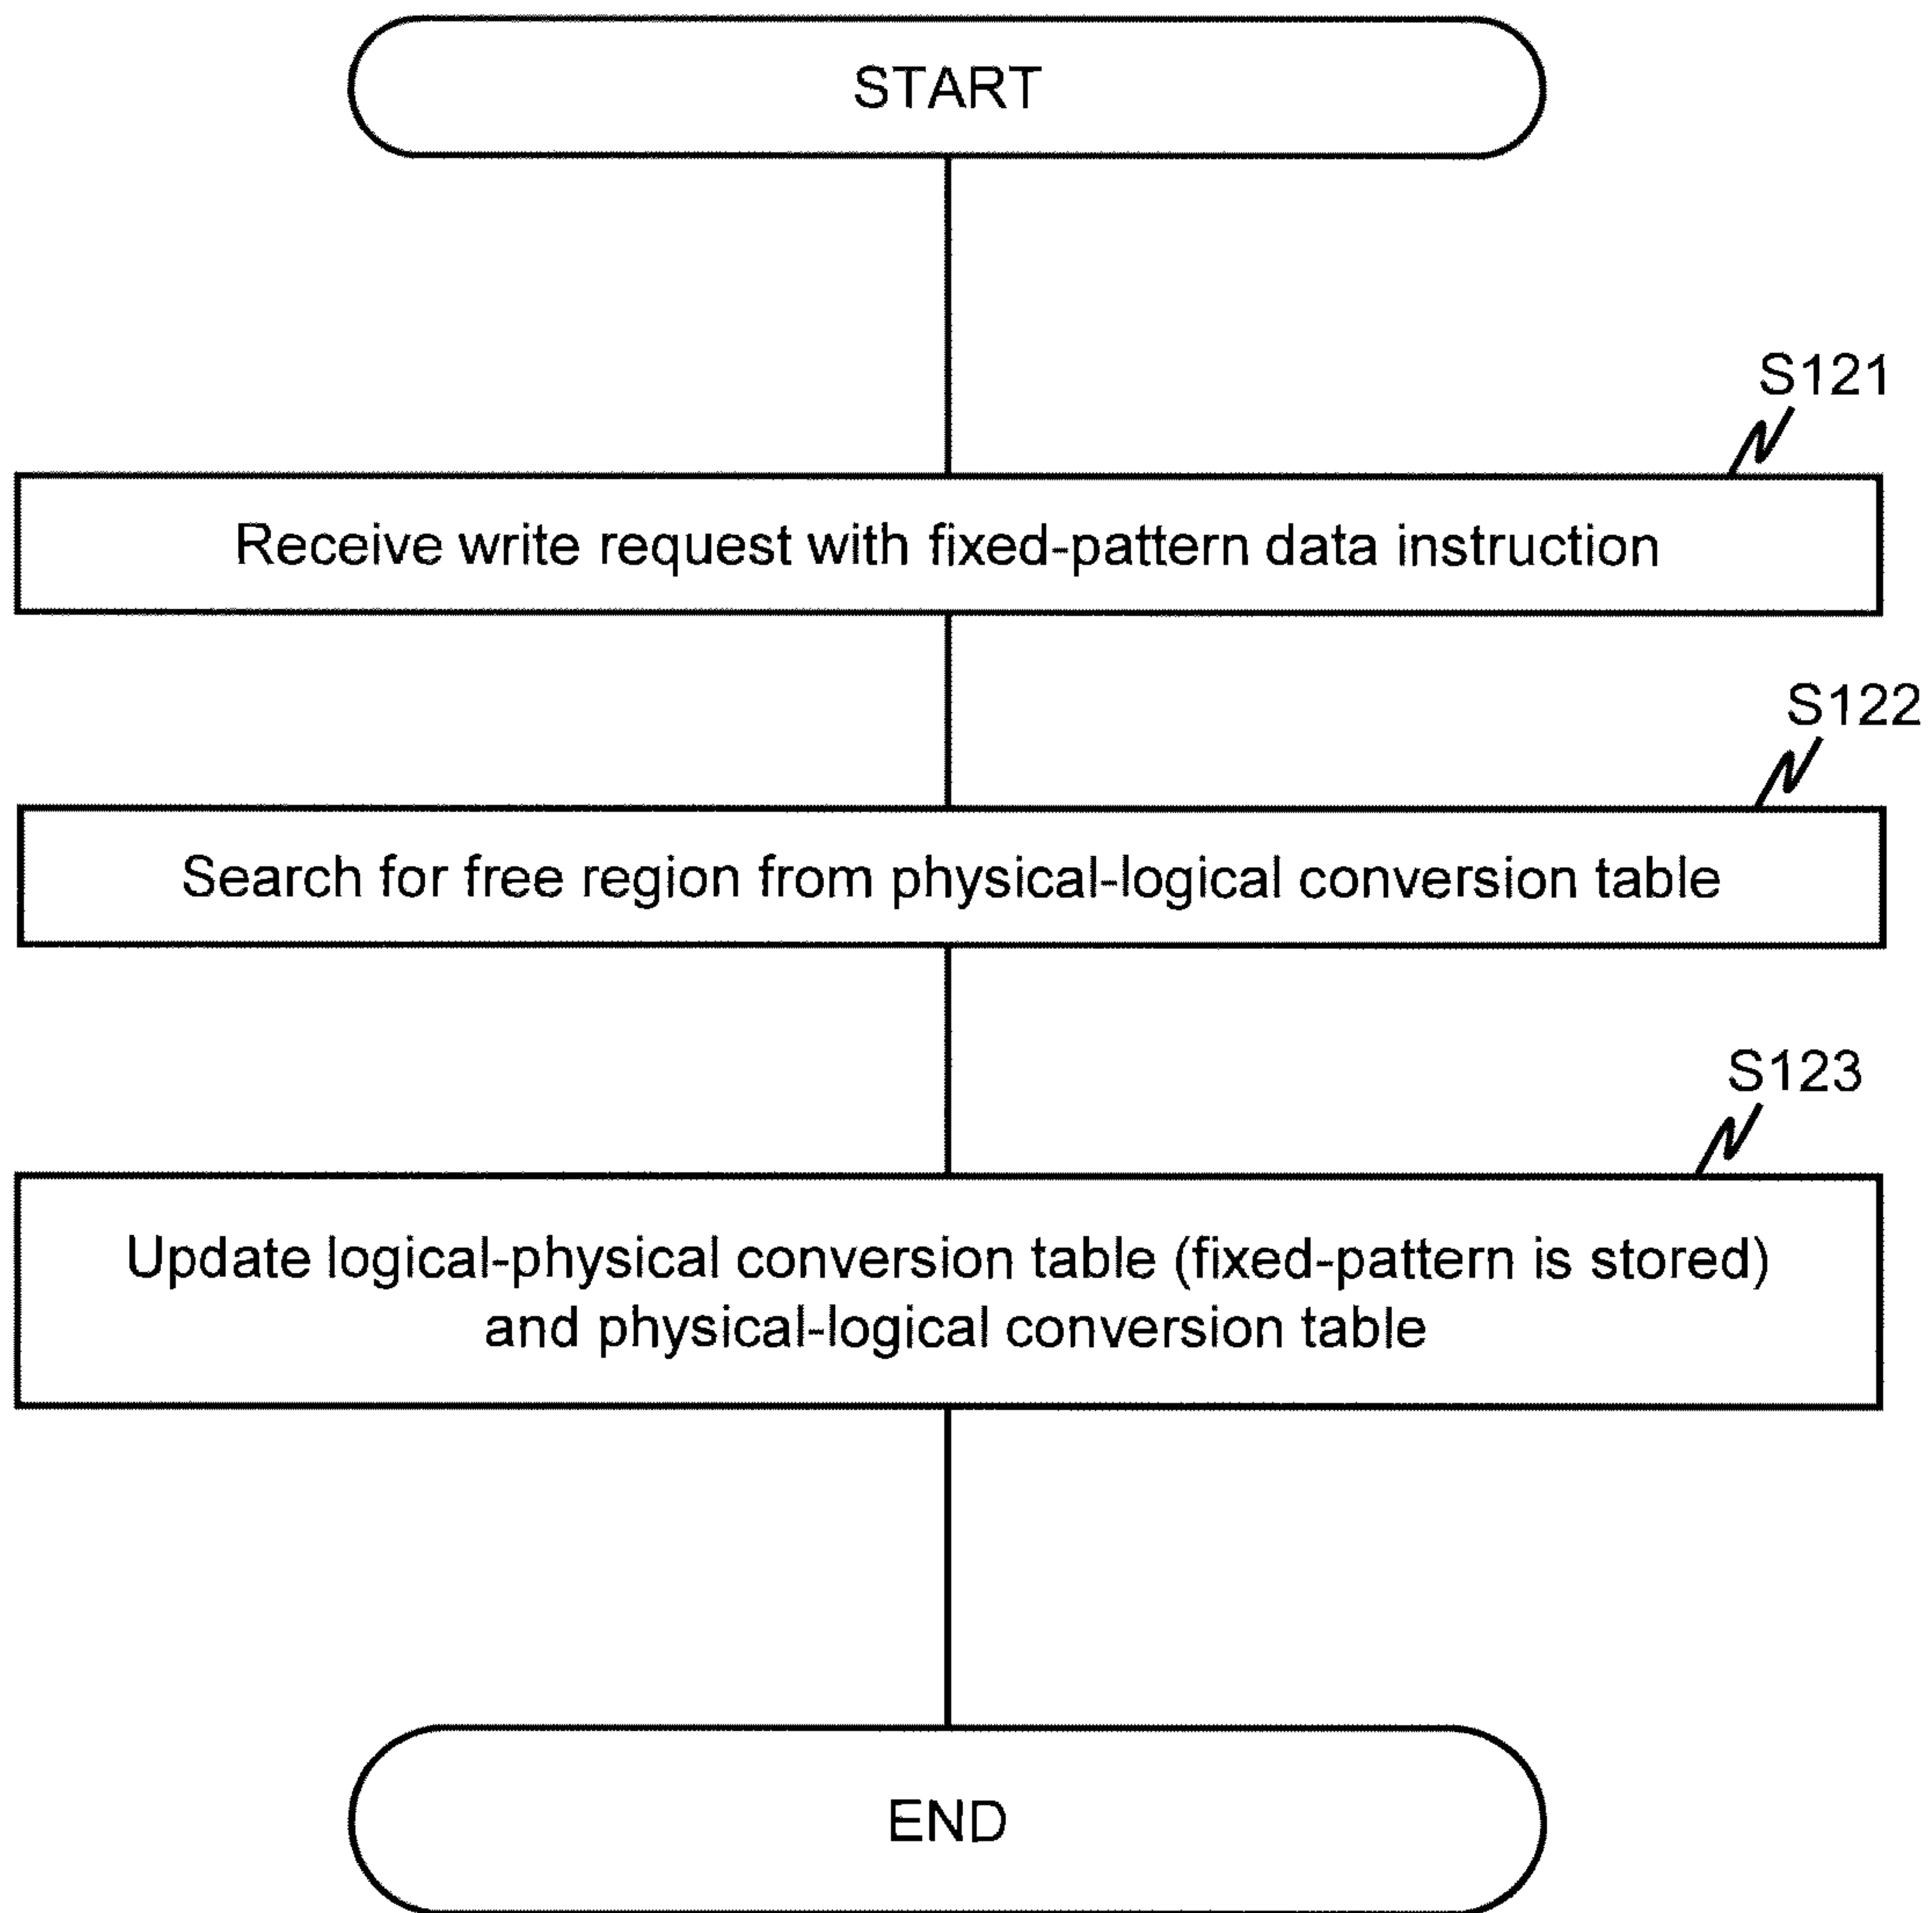 START
S121
Receive write request with fixed-pattern data instruction
S122
Search for free region from physical-logical conversion table
S123
Update logical-physical conversion table (fixed-pattern is stored)
and physical-logical conversion table
END